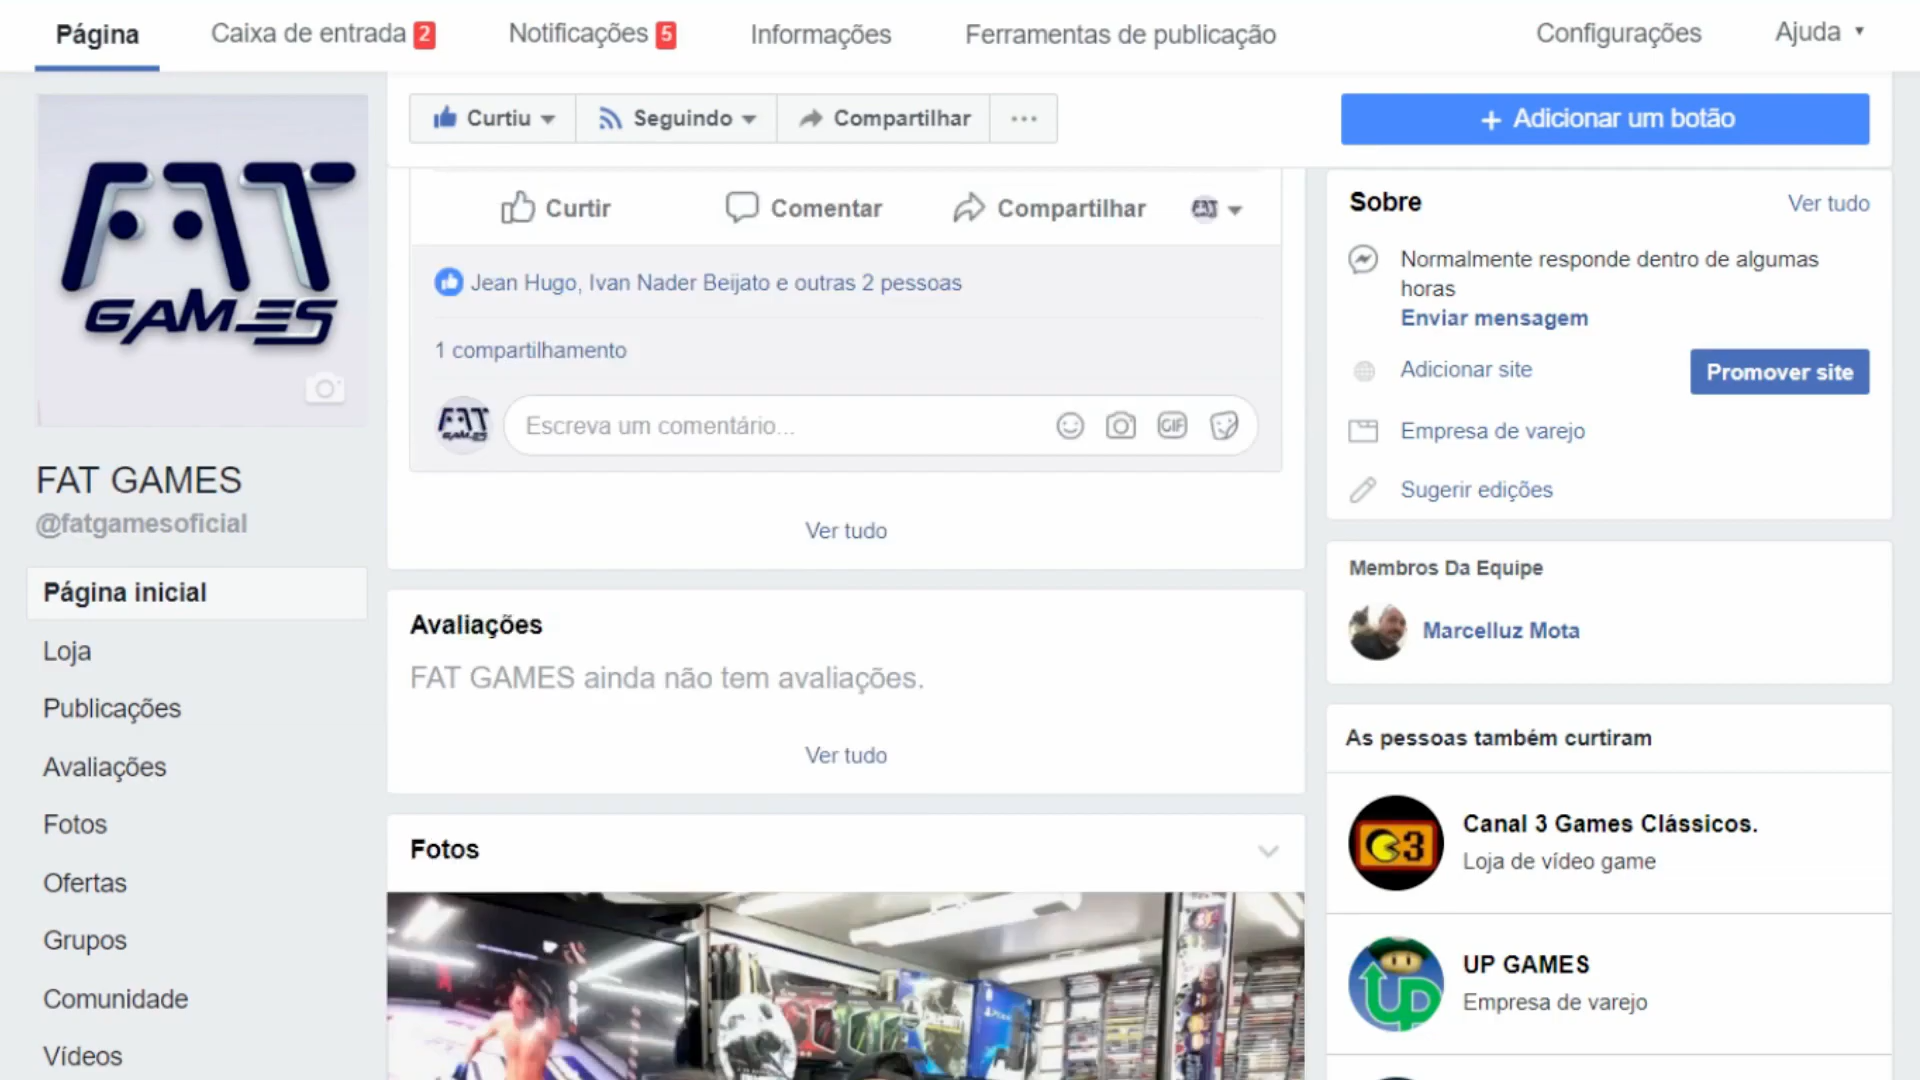 Página
Caixa de entrada 2
Notificações 5
Informações
Ferramentas de publicação
Configurações
Ajuda
FAT
GAMES
FAT GAMES
@fatgamesoficial
Página inicial
Loja
Publicações
Avaliações
Fotos
Ofertas
Grupos
Comunidade
Vídeos
Curtiu
Seguindo
Compartilhar
+ Adicionar um botão
Curtir
Comentar
Compartilhar
Jean Hugo, Ivan Nader Beijato e outras 2 pessoas
1 compartilhamento
FAT
GAMES
Escreva um comentário...
GIF
Ver tudo
Avaliações
FAT GAMES ainda não tem avaliações.
Ver tudo
Fotos
Sobre
Ver tudo
Normalmente responde dentro de algumas
horas
Enviar mensagem
Adicionar site
Promover site
Empresa de varejo
Sugerir edições
Membros Da Equipe
Marcelluz Mota
As pessoas também curtiram
3
Canal 3 Games Clássicos.
Loja de vídeo game
UP
UP GAMES
Empresa de varejo